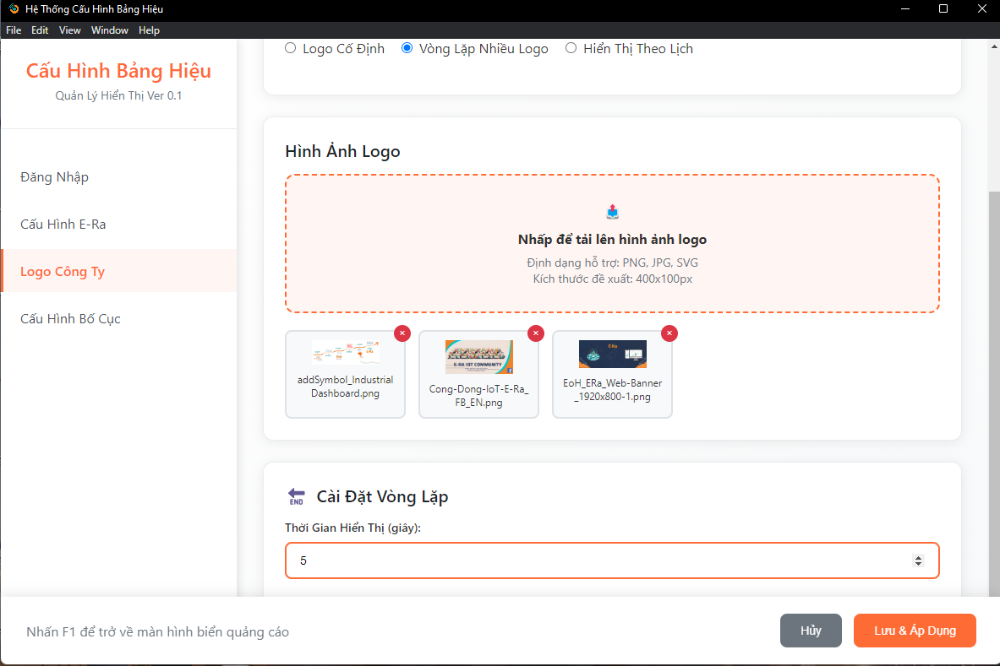 Hệ Thống Cấu Hình Bảng Hiệu
File Edit View Window Help
Cấu Hình Bảng Hiệu
Quản Lý Hiển Thị Ver 0.1
Đăng Nhập
Cấu Hình E-Ra
Logo Công Ty
Cấu Hình Bố Cục
Logo Cố Định Vòng Lặp Nhiều Logo Hiển Thị Theo Lịch
Hình Ảnh Logo
Nhấp để tải lên hình ảnh logo
Định dạng hỗ trợ: PNG, JPG, SVG
Kích thước đề xuất: 400x100px
addSymbol_Industrial
Dashboard.png
E-RA IOT COMMUNITY
Cong-Dong-IoT-E-Ra_
FB_EN.png
E-Ra
EoH_ERa_Web-Banner
_1920x800-1.png
END
Cài Đặt Vòng Lặp
Thời Gian Hiển Thị (giây):
5
Nhấn F1 để trở về màn hình biển quảng cáo
Hủy
Lưu & Áp Dụng